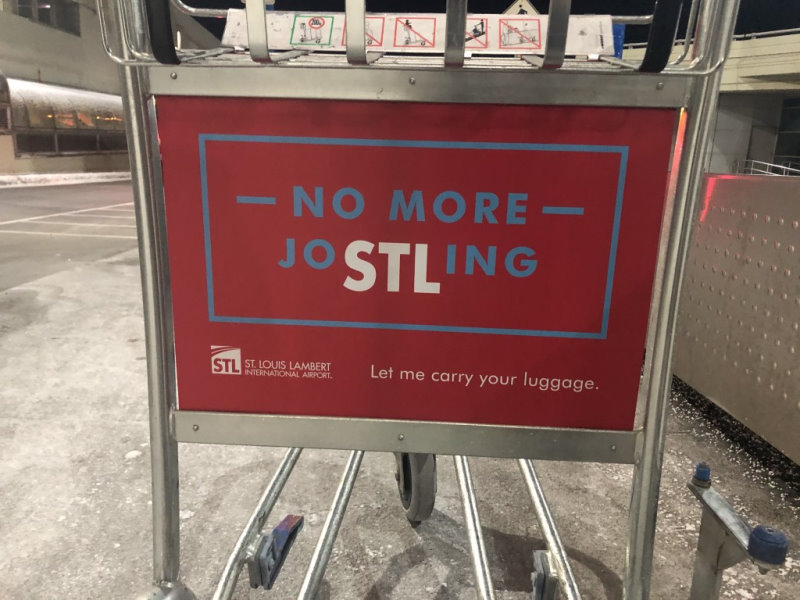 NO MORE
JOSTLING
STL ST. LOUIS LAMBERT
INTERNATIONAL AIRPORT
Let me carry your luggage.